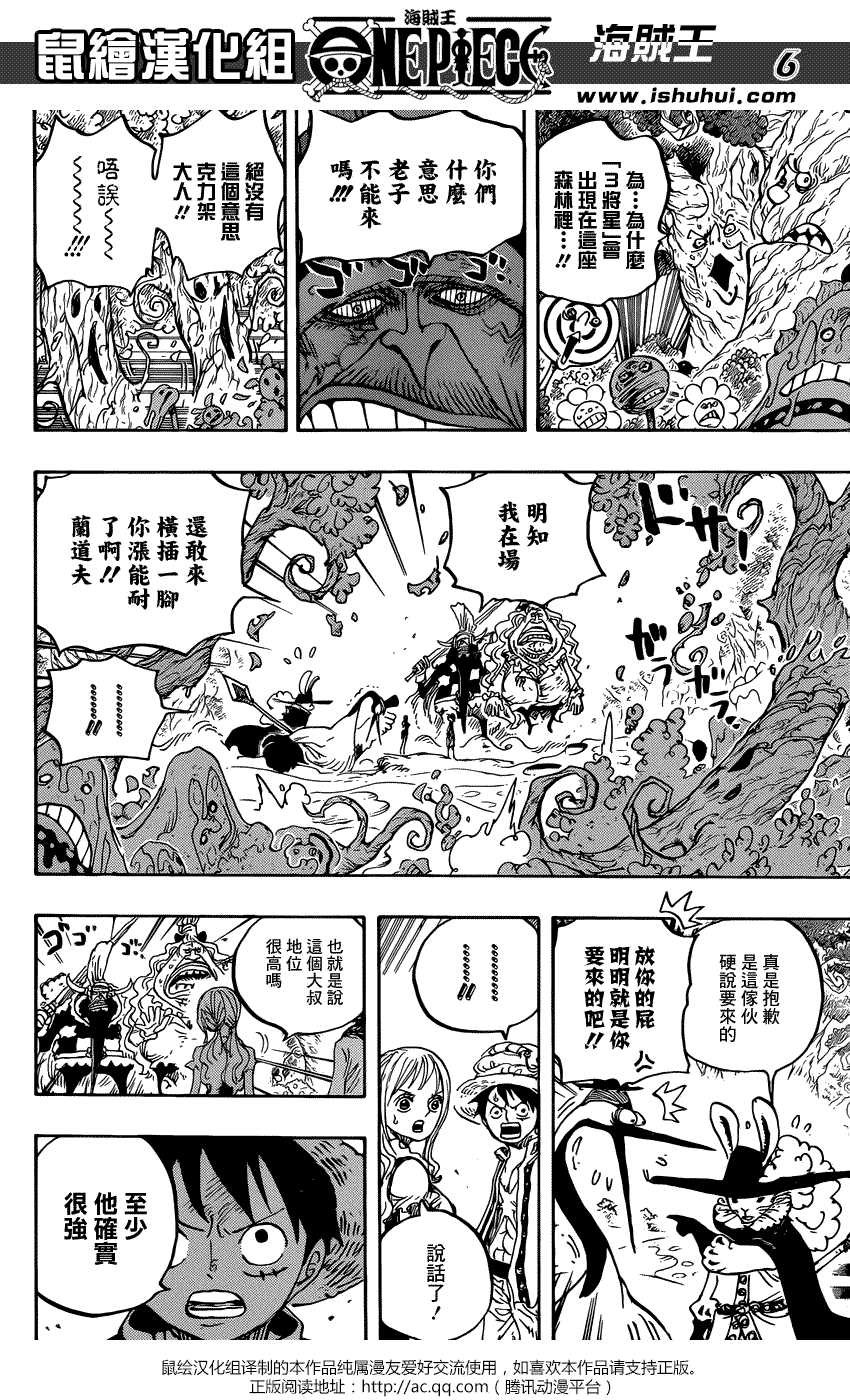 鼠繪漢化組
海賊王
ONE PIECE
海賊王
6
www.ishuhui.com
為…為什麼
「3將星」會
出現在這座
森林裡…!!
你們
什麼
意思
老子
不能來
嗎!!!
ゴゴゴ
絕沒有
這個意思
克力架
大人!!
唔誒
~~~~!!!
ドサ!!
ガラガラ
明知
我在場
還敢來
橫插一腳
你漲能耐
了啊!!
蘭道夫
………!!
真是抱歉
是這傢伙
硬說要來的
放你的屁
明明就是你
要來的吧!!
………!!
說話了!
也就是說
這個大叔
地位
很高嗎
ゴゴ
至少
他確實
很強
鼠绘汉化组译制的本作品纯属漫友爱好交流使用，如喜欢本作品请支持正版。
正版阅读地址：http://ac.qq.com（腾讯动漫平台）